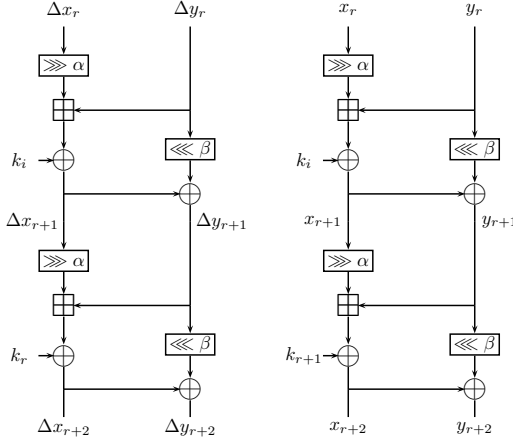 Δx_r Δy_r x_r y_r
⋙ α ⋙ α
⋘ β ⋘ β
k_i k_i
Δx_{r+1} Δy_{r+1} x_{r+1} y_{r+1}
⋙ α ⋙ α
⋘ β ⋘ β
k_r k_{r+1}
Δx_{r+2} Δy_{r+2} x_{r+2} y_{r+2}